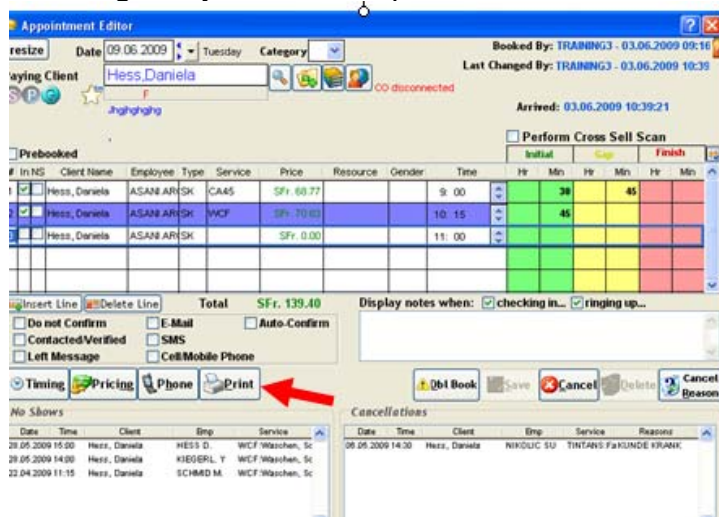 Appointment Editor
resize Date 09.06.2009 Tuesday Category Booked By: TRAINING3 - 03.06.2009 09:16
aying Client Hess,Daniela CO disconnected Last Changed By: TRAINING3 - 03.06.2009 10:39
S P F
Jhghghghg Arrived: 03.06.2009 10:39:21
Perform Cross Sell Scan
Prebooked Initial Gap Finish
# In NS Client Name Employee Type Service Price Resource Gender Time Hr Min Hr Min Hr Min
1 Hess, Daniela ASANI AR SK CA45 SFr. 68.77 9: 00 30 45
2 Hess, Daniela ASANI AR SK WCF SFr. 70.63 10: 15 45
3 Hess, Daniela ASANI AR SK SFr. 0.00 11: 00
Insert Line Delete Line Total SFr. 139.40 Display notes when: checking in... ringing up...
Do not Confirm E-Mail Auto-Confirm
Contacted/Verified SMS
Left Message Cell/Mobile Phone
Timing Pricing Phone Print Dbl Book Save Cancel Delete Cancel Reason
No Shows Cancellations
Date Time Client Emp Service Date Time Client Emp Service Reasons
28.05.2009 15:00 Hess, Daniela HESS D. WCF:Waschen, Sc 06.05.2009 14:30 Hess, Daniela NIKOLIC SU TINTANS:Fa KUNDE KRANK
28.05.2009 14:00 Hess, Daniela KIEGERL. Y WCF:Waschen, Sc
22.04.2009 11:15 Hess, Daniela SCHMID M. WCF:Waschen, Sc